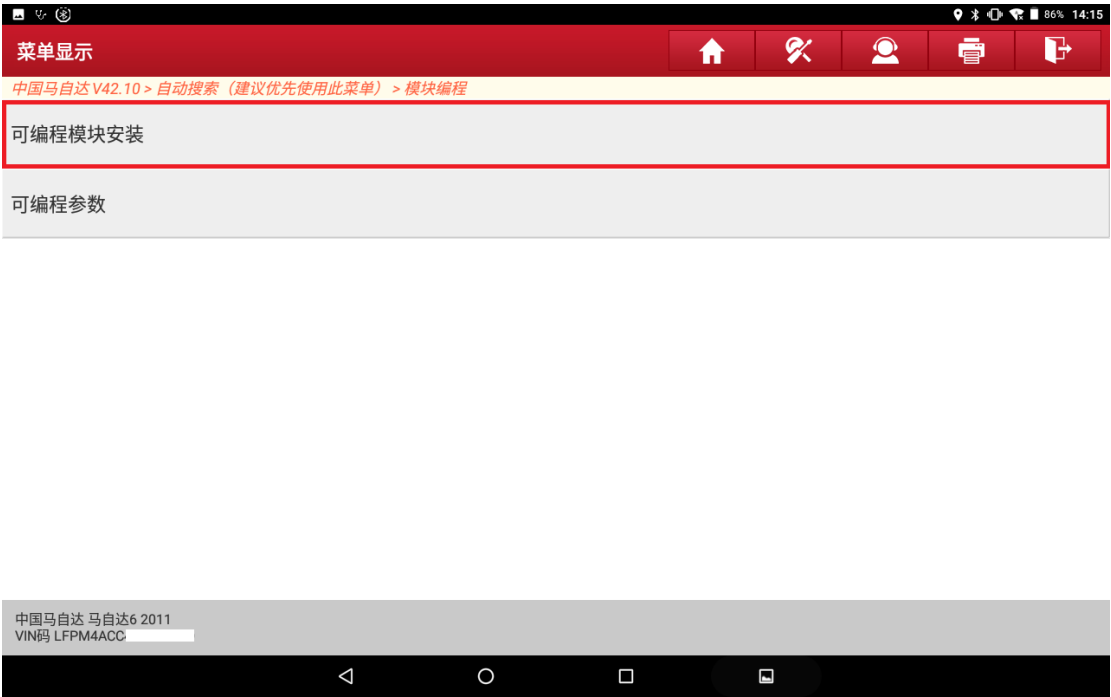 86% 14:15
菜单显示
中国马自达 V42.10 > 自动搜索（建议优先使用此菜单） > 模块编程
可编程模块安装
可编程参数
中国马自达 马自达6 2011
VIN码 LFPM4ACC